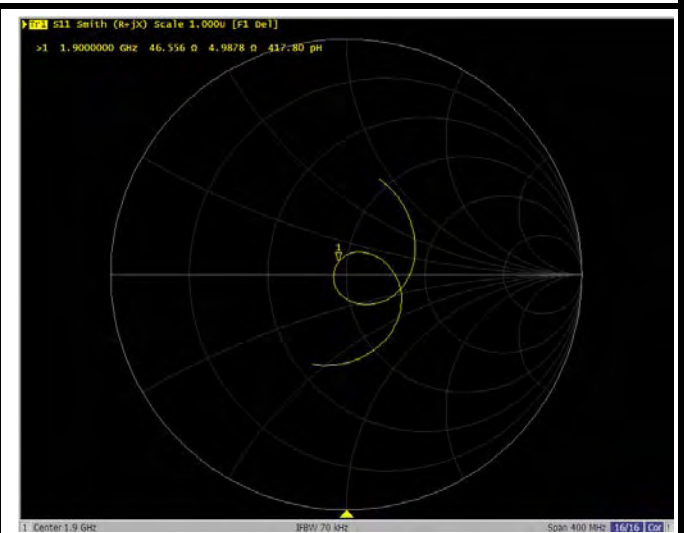 Tr1 S11 Smith (R+jX) Scale 1.000U [F1 Del]
>1 1.9000000 GHz 46.556 Ω 4.9878 Ω 417.80 pH
1
1 Center 1.9 GHz IFBW 70 kHz Span 400 MHz 16/16 Cor !